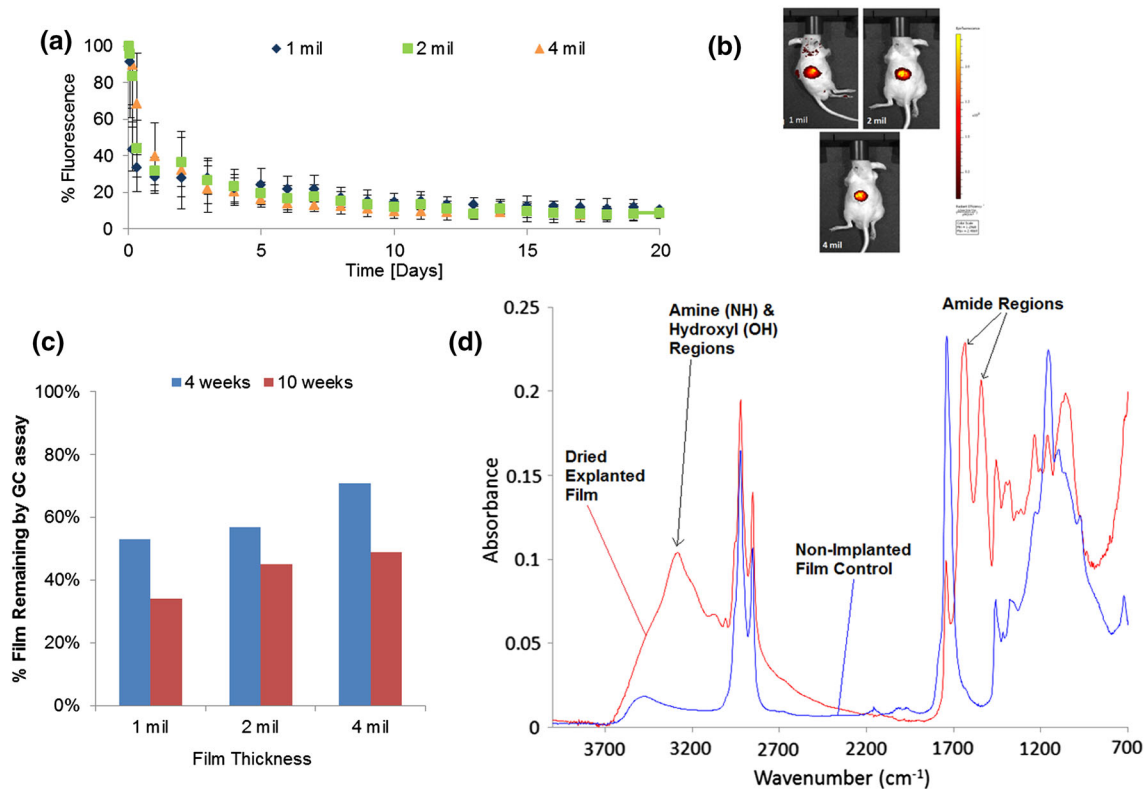 (a)
1 mil
2 mil
4 mil
% Fluorescence
100
80
60
40
20
0
0
5
10
15
20
Time [Days]
(b)
1 mil
2 mil
4 mil
(c)
4 weeks
10 weeks
% Film Remaining by GC assay
100%
80%
60%
40%
20%
0%
1 mil
2 mil
4 mil
Film Thickness
(d)
Amine (NH) &
Hydroxyl (OH)
Regions
Amide Regions
Dried
Explanted
Film
Non-Implanted
Film Control
Absorbance
0.25
0.2
0.15
0.1
0.05
0
3700
3200
2700
2200
1700
1200
700
Wavenumber (cm⁻¹)